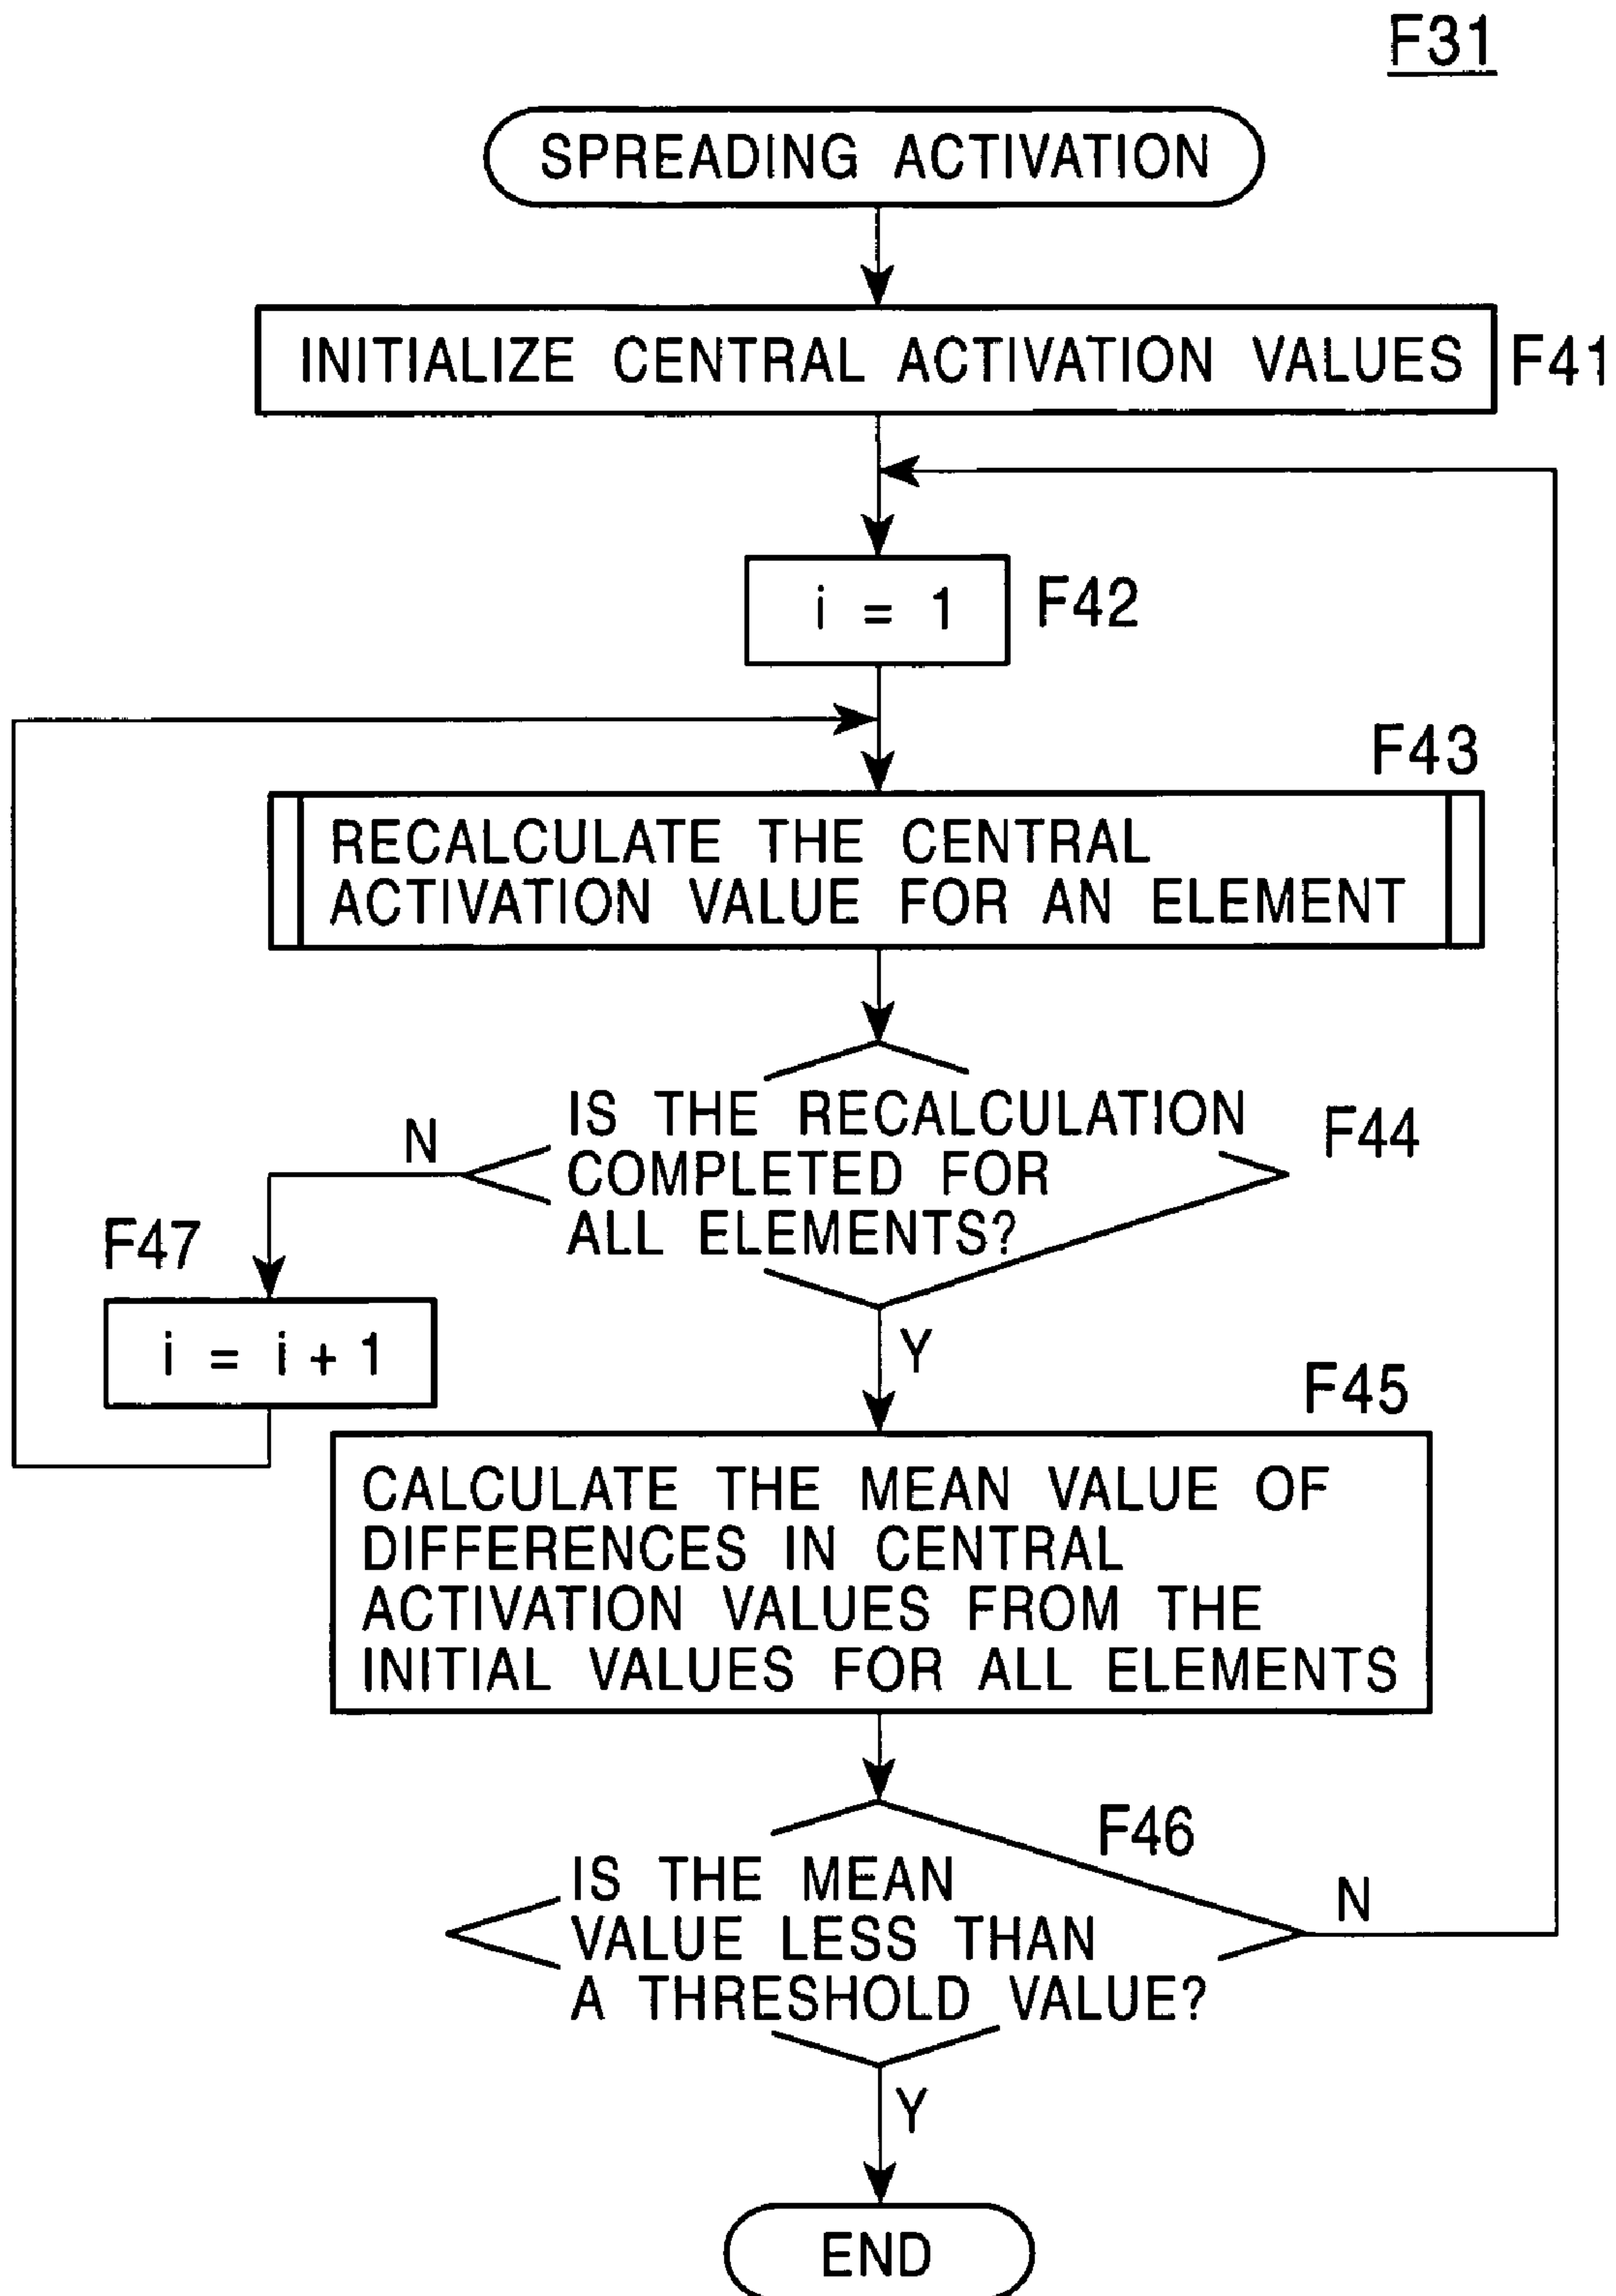 F31
SPREADING ACTIVATION
INITIALIZE CENTRAL ACTIVATION VALUES
F41
i = 1
F42
F43
RECALCULATE THE CENTRAL
ACTIVATION VALUE FOR AN ELEMENT
IS THE RECALCULATION
COMPLETED FOR
ALL ELEMENTS?
F44
N
F47
i = i + 1
Y
F45
CALCULATE THE MEAN VALUE OF
DIFFERENCES IN CENTRAL
ACTIVATION VALUES FROM THE
INITIAL VALUES FOR ALL ELEMENTS
F46
IS THE MEAN
VALUE LESS THAN
A THRESHOLD VALUE?
N
Y
END